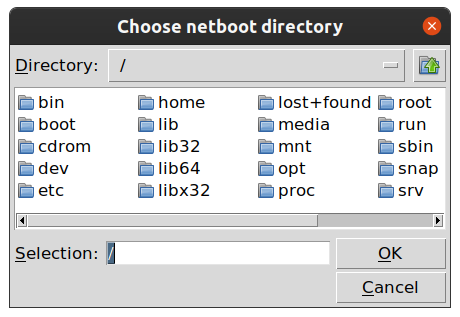 Choose netboot directory
Directory: /
bin home lost+found root
boot lib media run
cdrom lib32 mnt sbin
dev lib64 opt snap
etc libx32 proc srv
Selection: / OK
Cancel